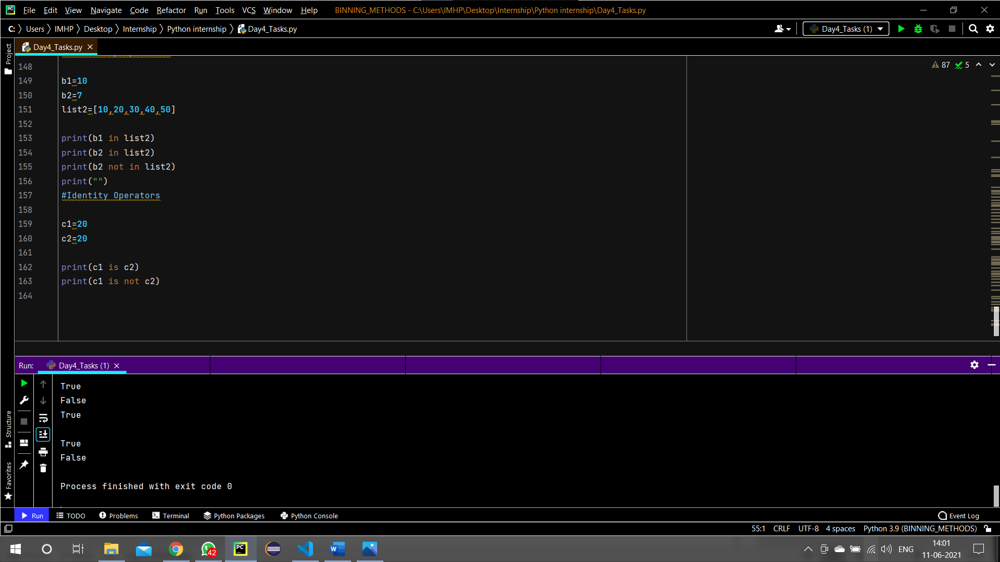 File Edit View Navigate Code Refactor Run Tools VCS Window Help BINNING_METHODS - C:\Users\IMHP\Desktop\Internship\Python internship\Day4_Tasks.py
C: Users IMHP Desktop Internship Python internship Day4_Tasks.py Day4_Tasks (1)
Project
Day4_Tasks.py
87 5
148
149 b1=10
150 b2=7
151 list2=[10,20,30,40,50]
152
153 print(b1 in list2)
154 print(b2 in list2)
155 print(b2 not in list2)
156 print("")
157 #Identity Operators
158
159 c1=20
160 c2=20
161
162 print(c1 is c2)
163 print(c1 is not c2)
164
Run: Day4_Tasks (1)
True
False
True
True
False
Process finished with exit code 0
Structure
Favorites
Run TODO Problems Terminal Python Packages Python Console Event Log
55:1 CRLF UTF-8 4 spaces Python 3.9 (BINNING_METHODS)
PC 42 PC W ENG 14:01
11-06-2021